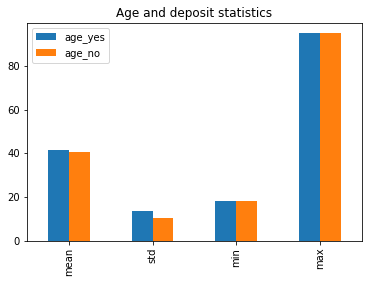 Age and deposit statistics
age_yes
age_no
80
60
40
20
0
mean
std
min
max